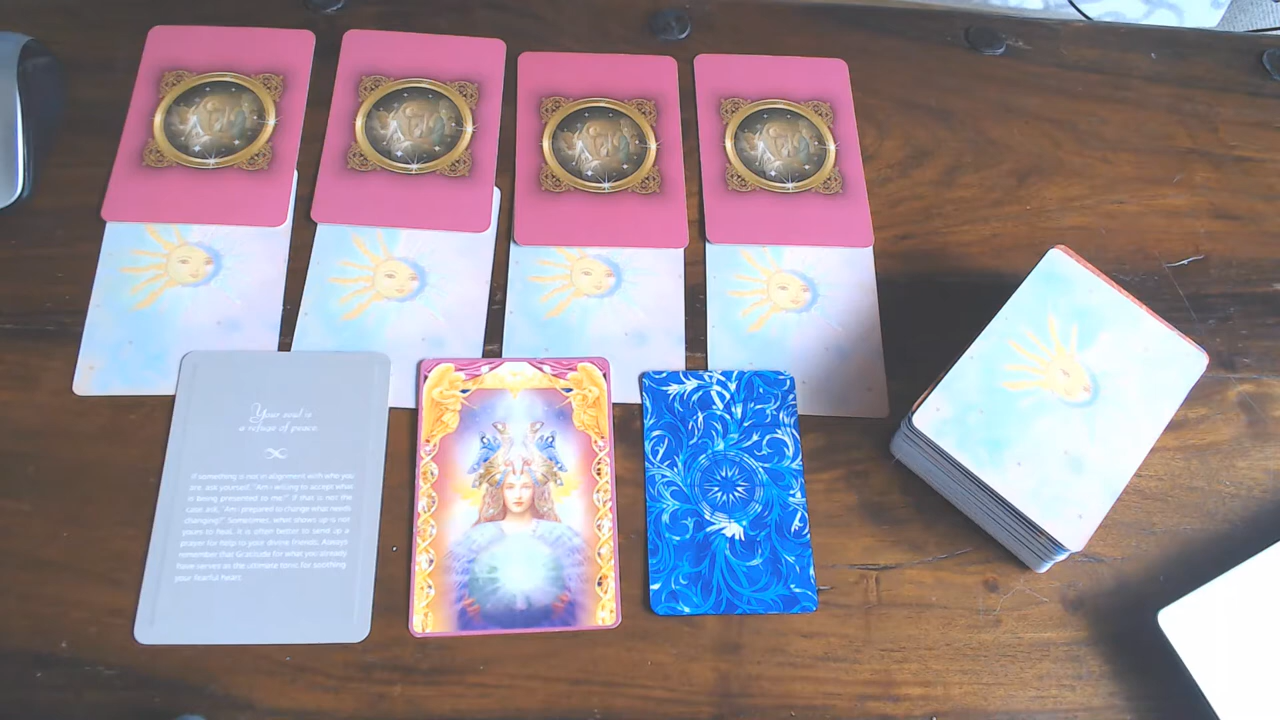 Your soul is
a refuge of peace.
If something is not in alignment with who you
are, ask yourself, "Am I willing to accept what
is being presented to me?" If that is not the
case ask, "Am I prepared to change what needs
changing?" Sometimes, what shows up is not
yours to heal. It is often better to send up a
prayer for help to your divine friends. Always
remember that Gratitude for what you already
have serves as the ultimate tonic for soothing
your fearful heart.